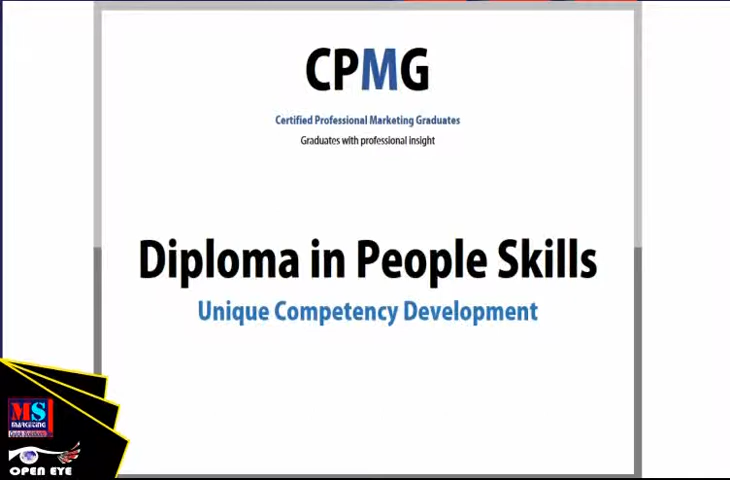 CPMG
Certified Professional Marketing Graduates
Graduates with professional insight
Diploma in People Skills
Unique Competency Development
MS
MARKETING
OPEN EYE